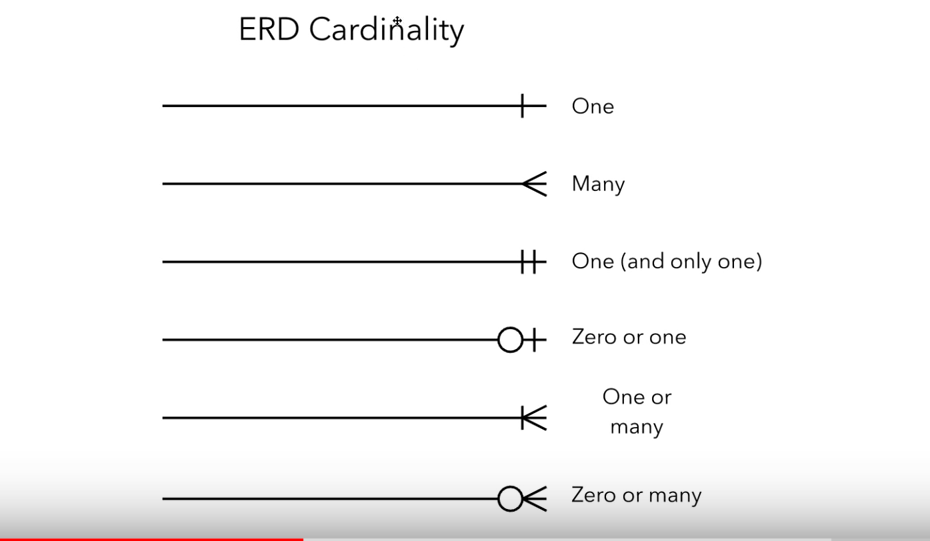 ERD Cardinality
One
Many
One (and only one)
Zero or one
One or
many
Zero or many